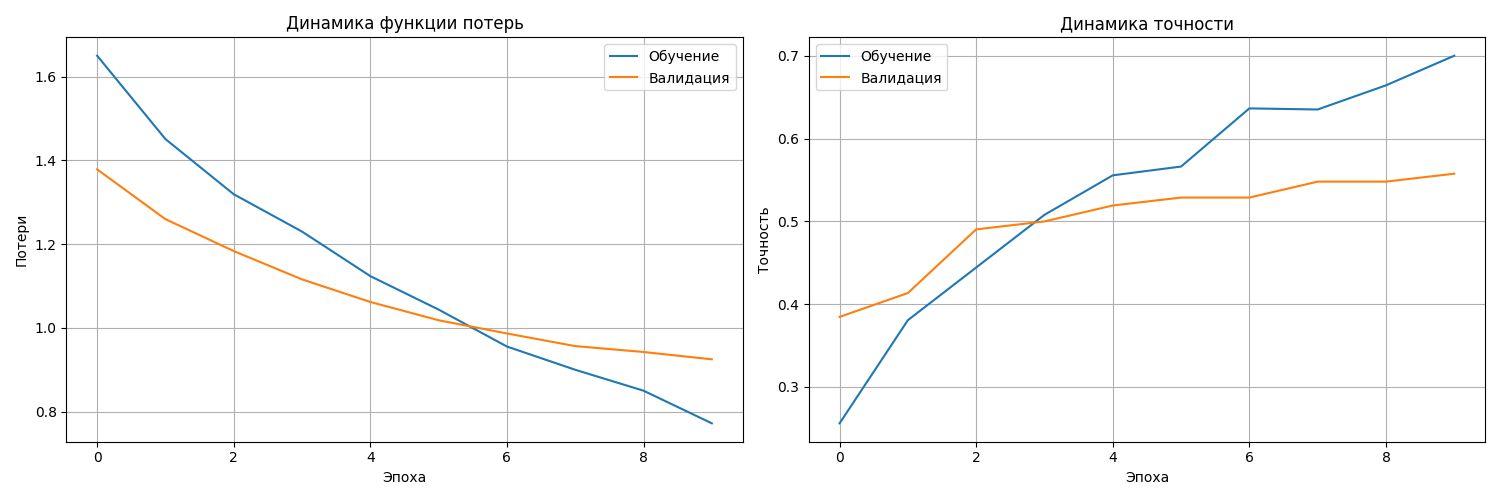 Динамика функции потерь
Потери
1.6
1.4
1.2
1.0
0.8
0
2
4
6
8
Эпоха
Обучение
Валидация
Динамика точности
Точность
0.7
0.6
0.5
0.4
0.3
0
2
4
6
8
Эпоха
Обучение
Валидация